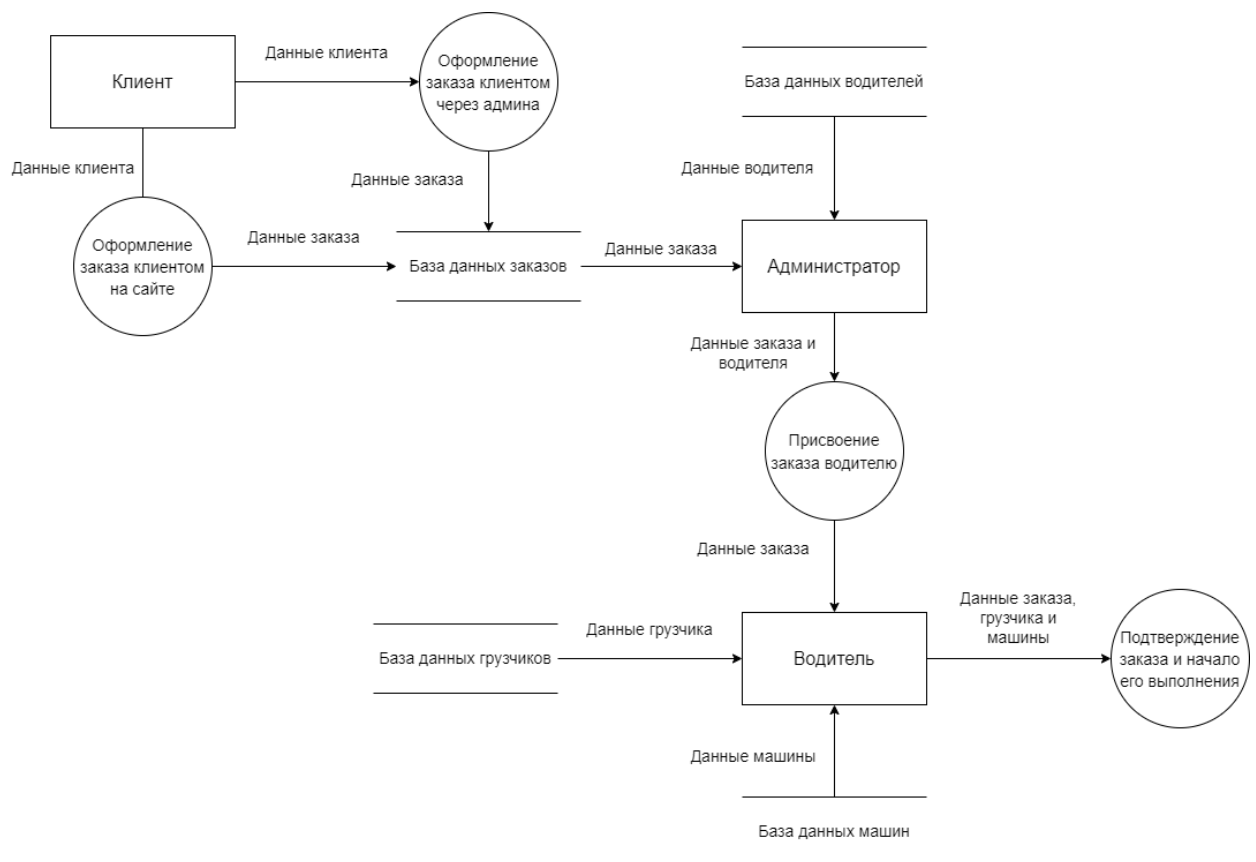 Клиент
Данные клиента
Оформление
заказа клиентом
через админа
База данных водителей
Данные клиента
Данные заказа
Данные водителя
Оформление
заказа клиентом
на сайте
Данные заказа
База данных заказов
Данные заказа
Администратор
Данные заказа и
водителя
Присвоение
заказа водителю
Данные заказа
База данных грузчиков
Данные грузчика
Водитель
Данные заказа,
грузчика и
машины
Подтверждение
заказа и начало
его выполнения
Данные машины
База данных машин